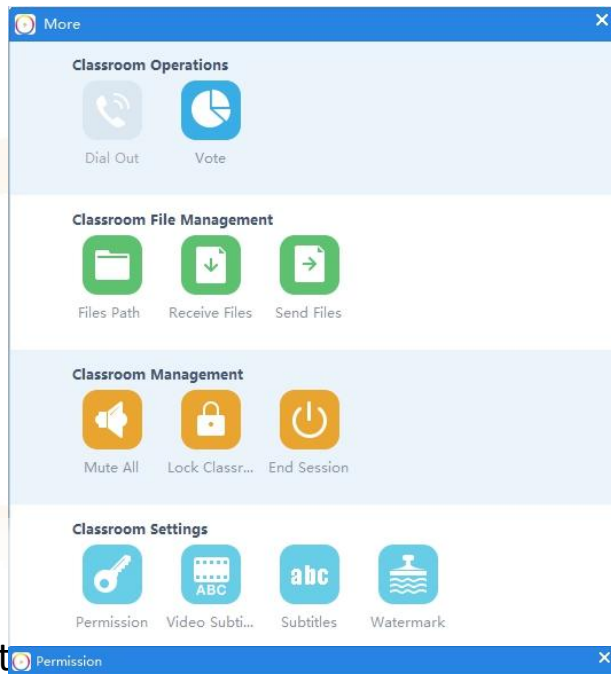 More
Classroom Operations
Dial Out Vote
Classroom File Management
Files Path Receive Files Send Files
Classroom Management
Mute All Lock Classr... End Session
Classroom Settings
ABC abc
Permission Video Subti... Subtitles Watermark
t
Permission